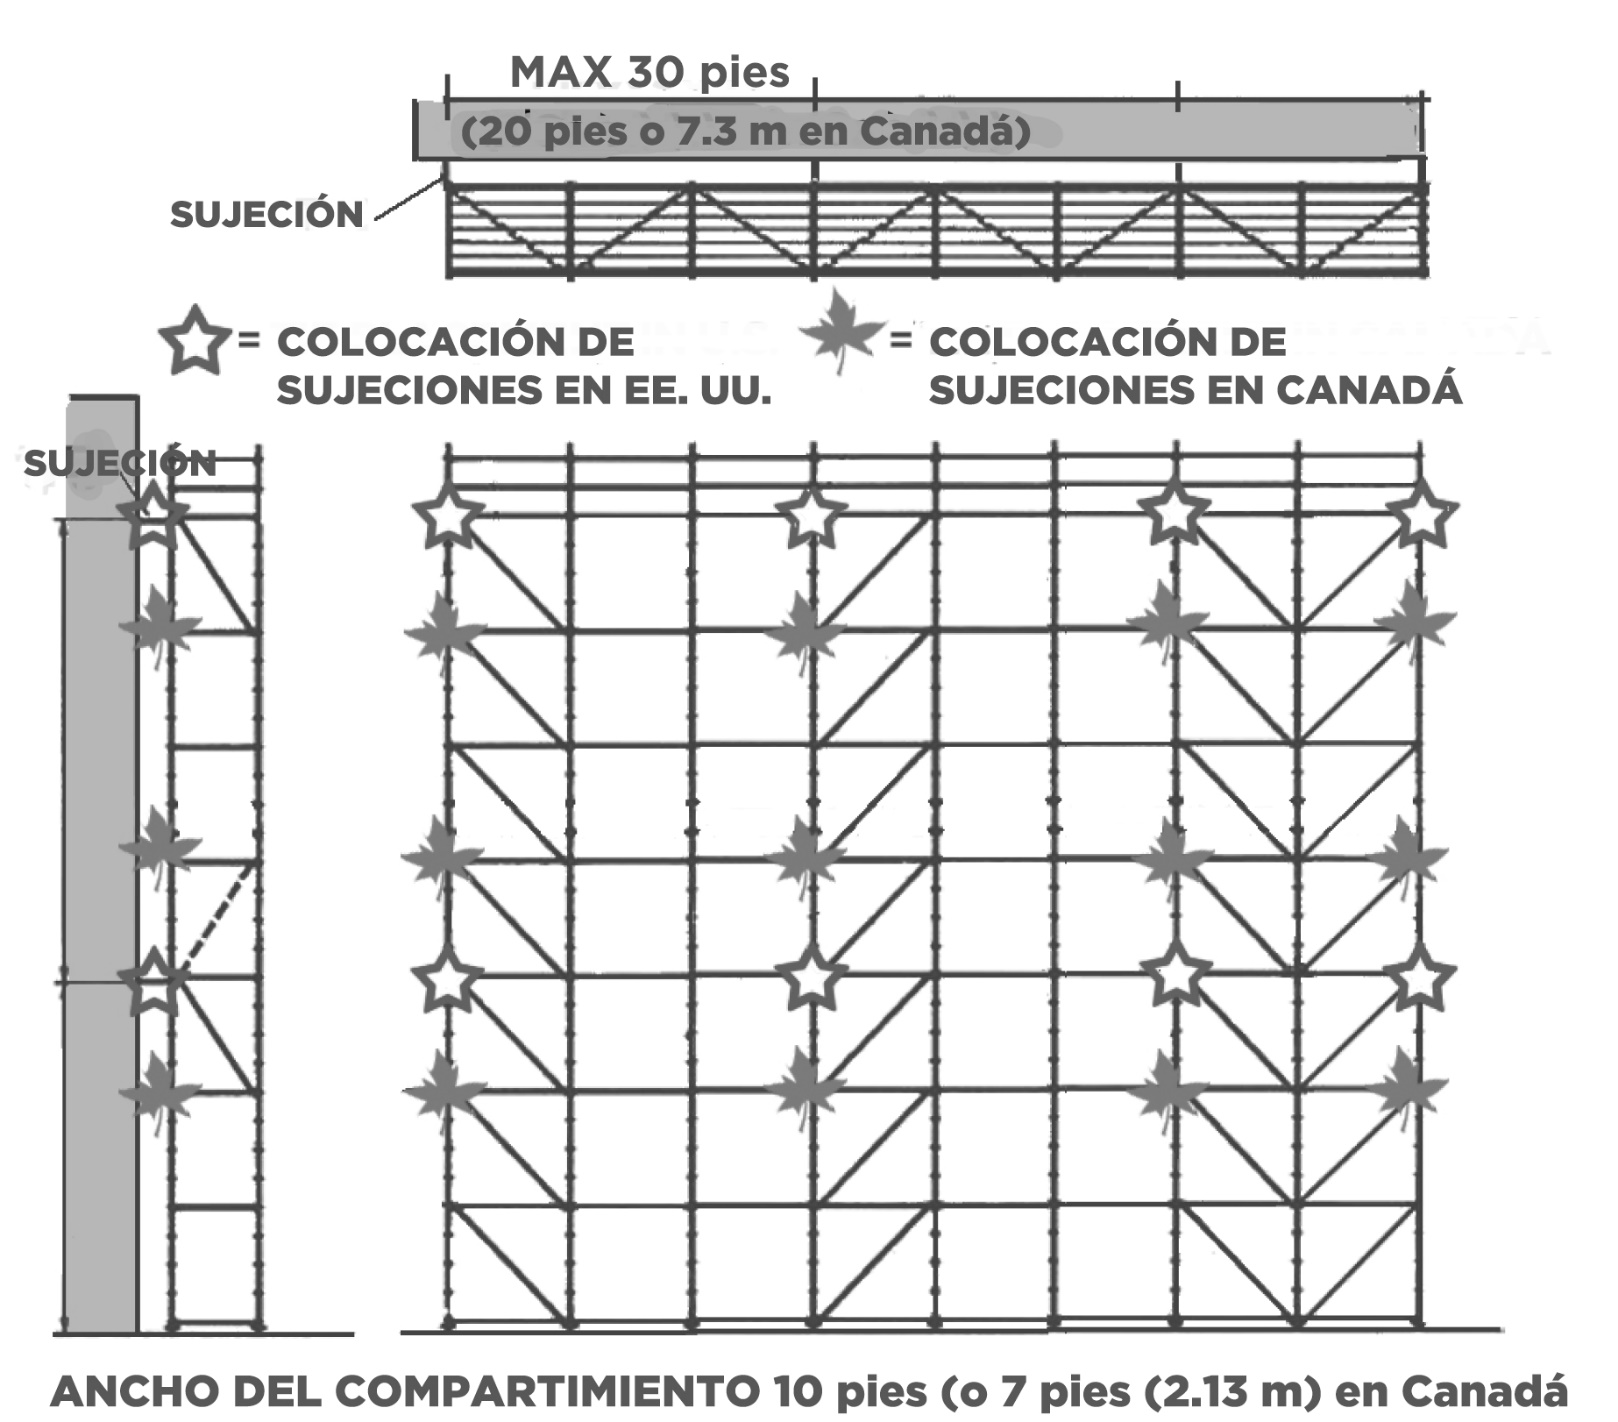 MAX 30 pies
(20 pies o 7.3 m en Canadá)
SUJECIÓN
= COLOCACIÓN DE
SUJECIONES EN EE. UU.
= COLOCACIÓN DE
SUJECIONES EN CANADÁ
SUJECIÓN
ANCHO DEL COMPARTIMIENTO 10 pies (o 7 pies (2.13 m) en Canadá